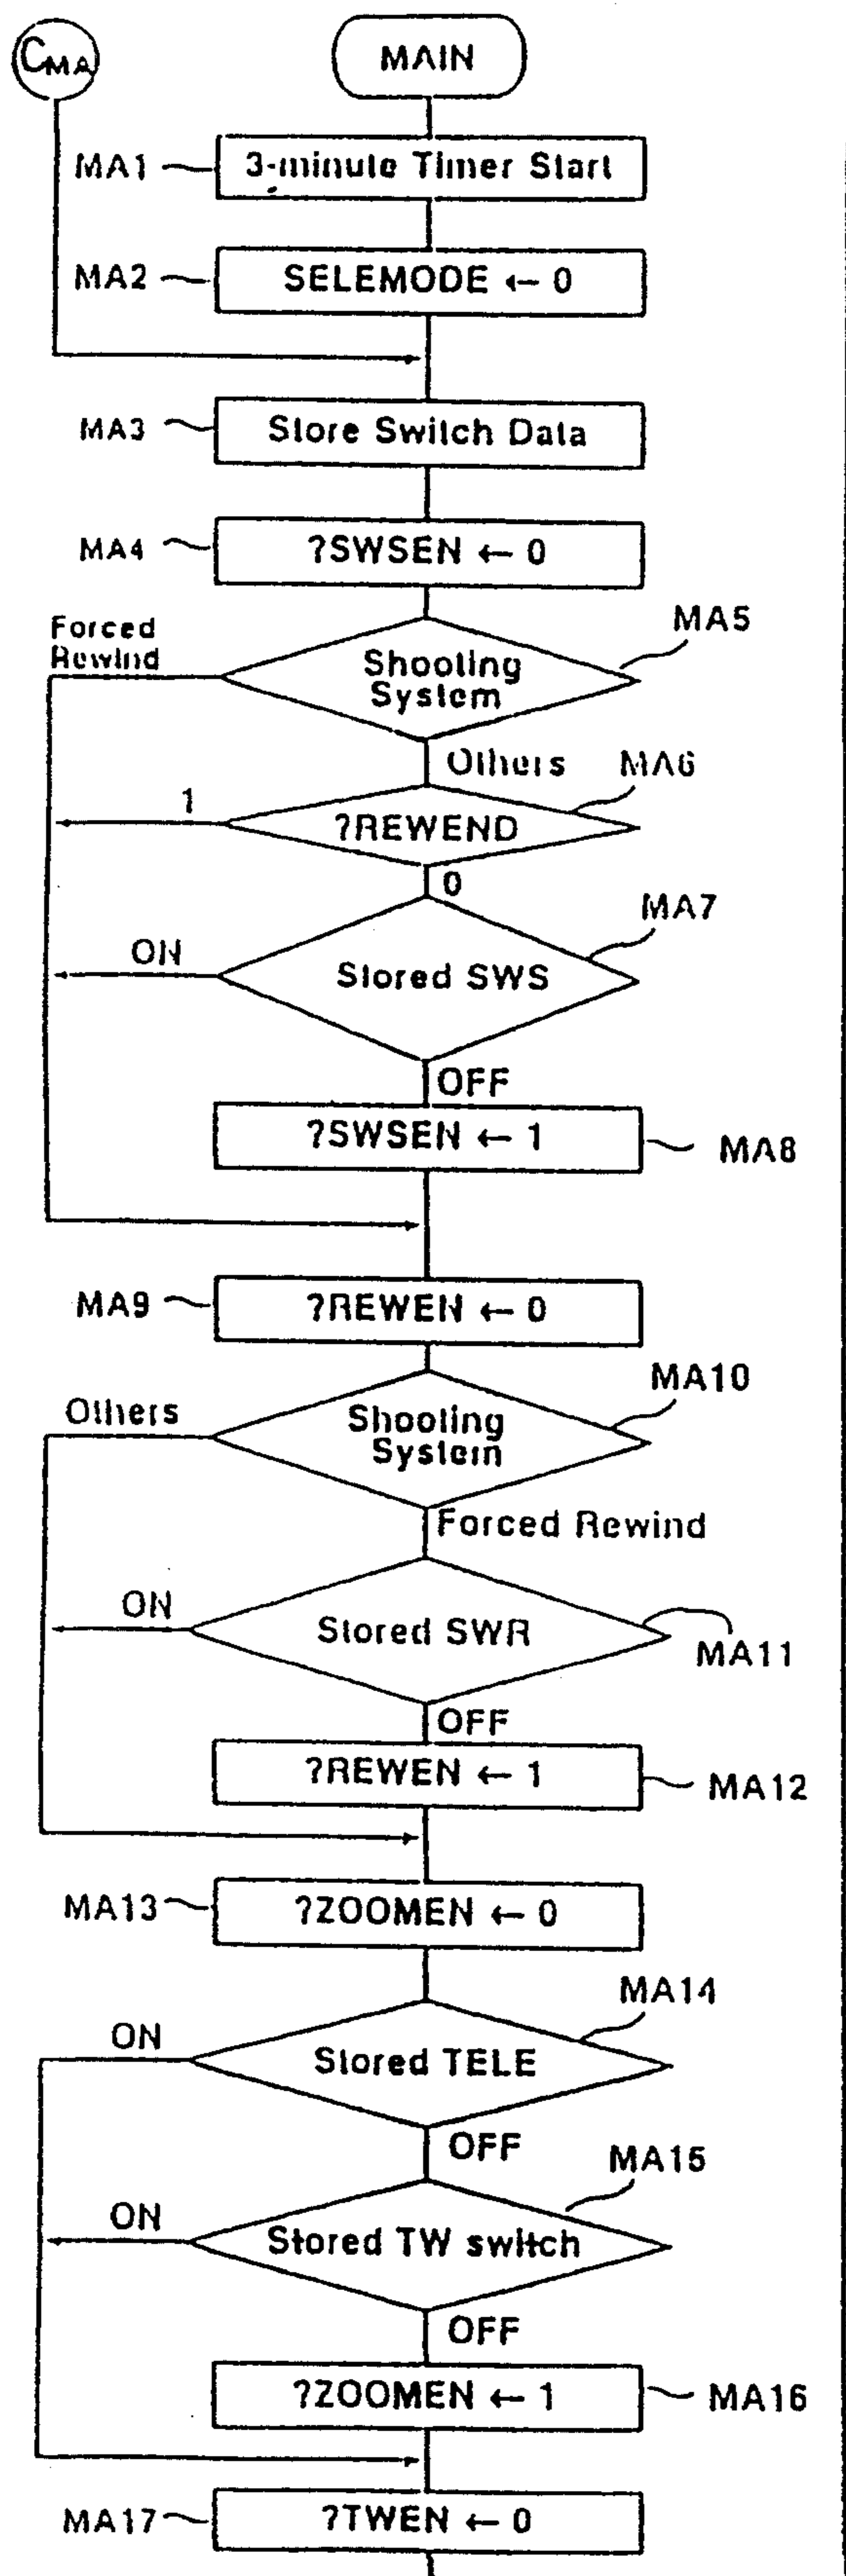 CMA
MAIN
MA1
3-minute Timer Start
MA2
SELEMODE ← 0
MA3
Store Switch Data
MA4
?SWSEN ← 0
Forced
Rewind
MA5
Shooting
System
Others
MA6
1
?REWEND
0
MA7
ON
Stored SWS
OFF
?SWSEN ← 1
MA8
MA9
?REWEN ← 0
MA10
Others
Shooting
System
Forced Rewind
ON
Stored SWR
MA11
OFF
?REWEN ← 1
MA12
MA13
?ZOOMEN ← 0
MA14
ON
Stored TELE
OFF
MA15
ON
Stored TW switch
OFF
?ZOOMEN ← 1
MA16
MA17
?TWEN ← 0